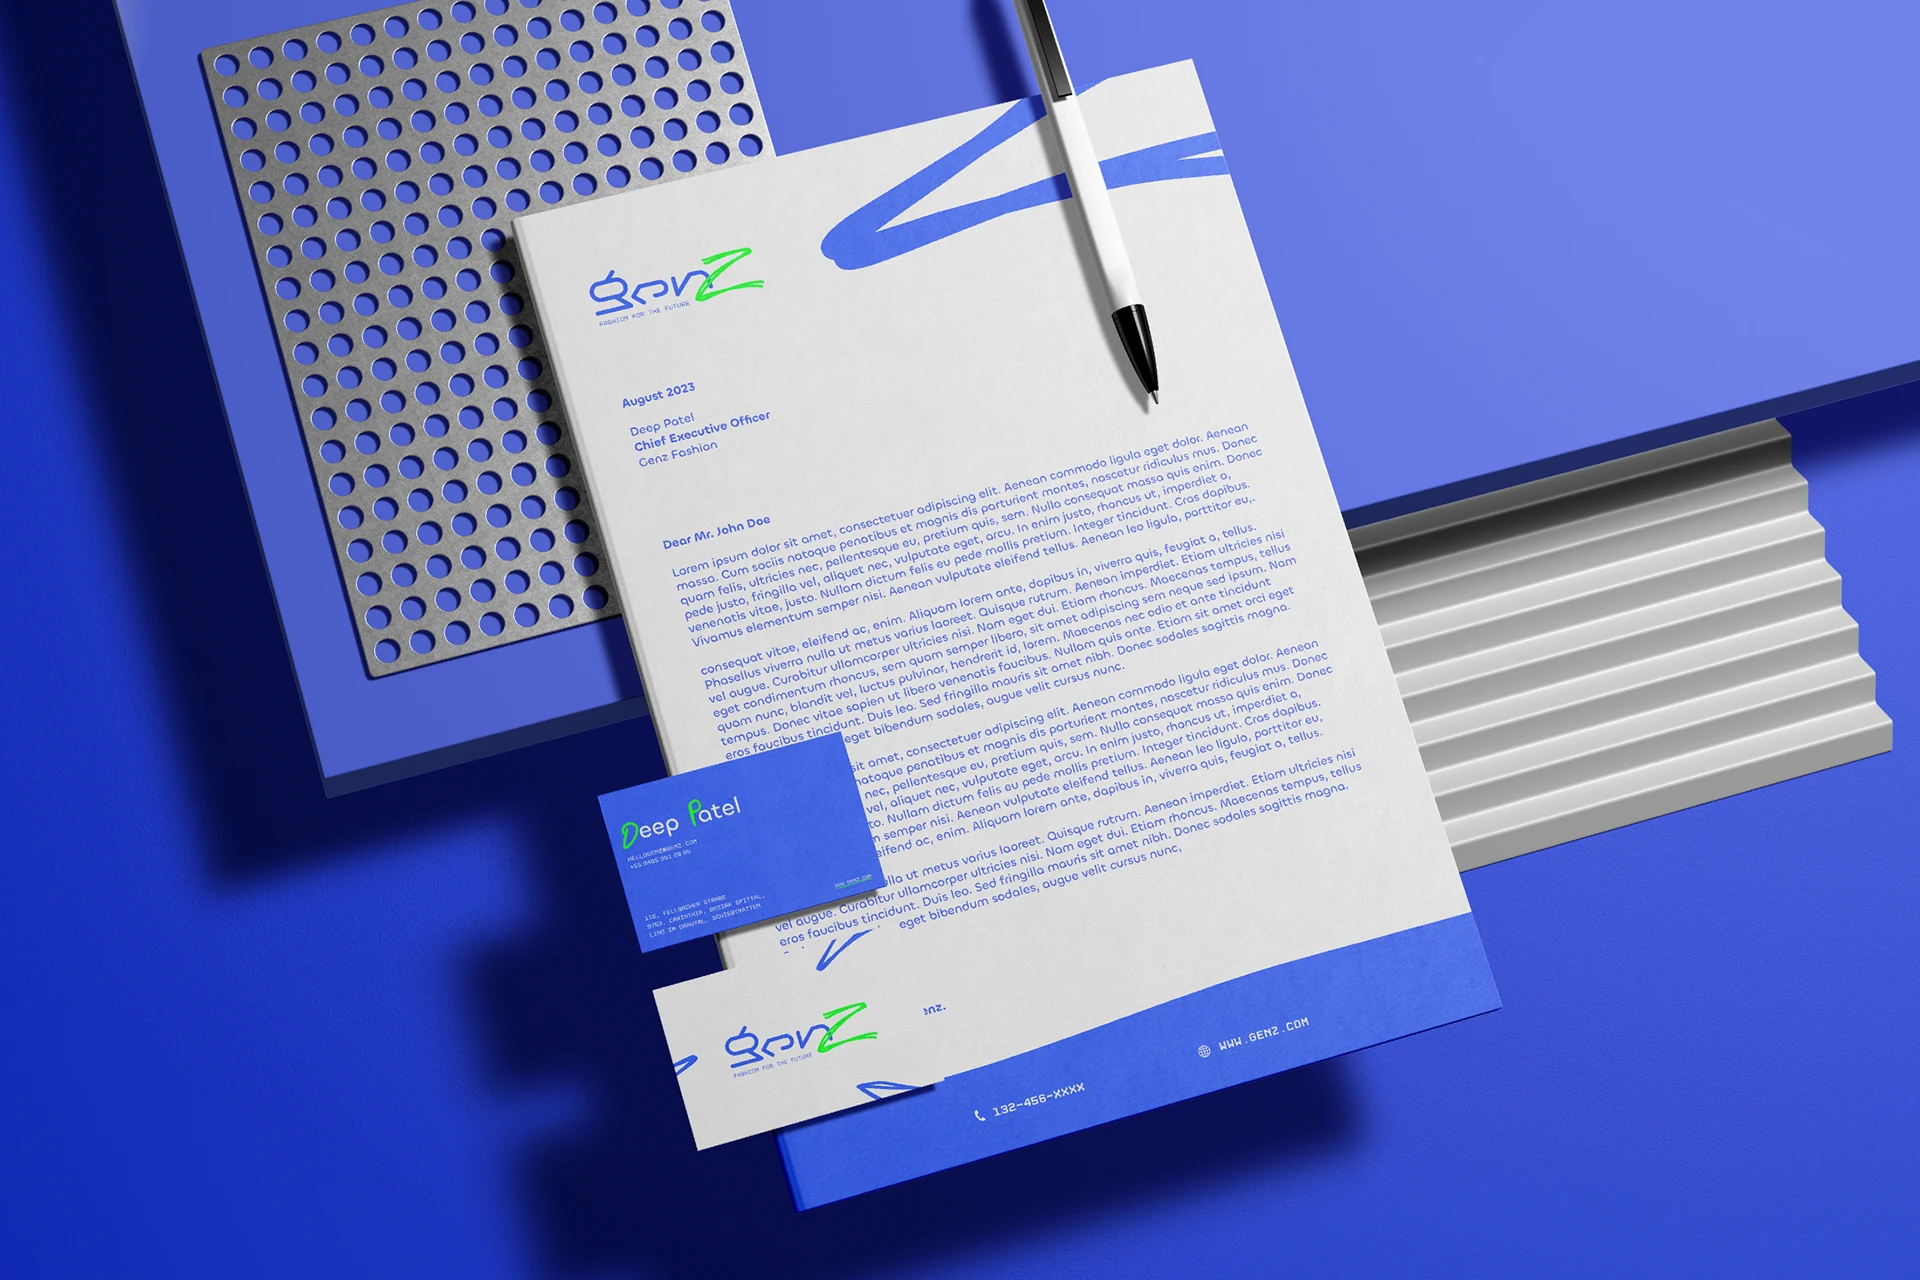 genZ
FASHION FOR THE FUTURE
August 2023
Deep Patel
Chief Executive Officer
Genz Fashion
Dear Mr. John Doe
Lorem ipsum dolor sit amet, consectetuer adipiscing elit. Aenean commodo ligula eget dolor. Aenean
massa. Cum sociis natoque penatibus et magnis dis parturient montes, nascetur ridiculus mus. Donec
quam felis, ultricies nec, pellentesque eu, pretium quis, sem. Nulla consequat massa quis enim. Donec
pede justo, fringilla vel, aliquet nec, vulputate eget, arcu. In enim justo, rhoncus ut, imperdiet a,
venenatis vitae, justo. Nullam dictum felis eu pede mollis pretium. Integer tincidunt. Cras dapibus.
Vivamus elementum semper nisi. Aenean vulputate eleifend tellus. Aenean leo ligula, porttitor eu,.
consequat vitae, eleifend ac, enim. Aliquam lorem ante, dapibus in, viverra quis, feugiat a, tellus.
Phasellus viverra nulla ut metus varius laoreet. Quisque rutrum. Aenean imperdiet. Etiam ultricies nisi
vel augue. Curabitur ullamcorper ultricies nisi. Nam eget dui. Etiam rhoncus. Maecenas tempus, tellus
eget condimentum rhoncus, sem quam semper libero, sit amet adipiscing sem neque sed ipsum. Nam
quam nunc, blandit vel, luctus pulvinar, hendrerit id, lorem. Maecenas nec odio et ante tincidunt
tempus. Donec vitae sapien ut libero venenatis faucibus. Nullam quis ante. Etiam sit amet orci eget
eros faucibus tincidunt. Duis leo. Sed fringilla mauris sit amet nibh. Donec sodales sagittis magna.
eget bibendum sodales, augue velit cursus nunc.
sit amet, consectetuer adipiscing elit. Aenean commodo ligula eget dolor. Aenean
natoque penatibus et magnis dis parturient montes, nascetur ridiculus mus. Donec
nec, pellentesque eu, pretium quis, sem. Nulla consequat massa quis enim. Donec
vel, aliquet nec, vulputate eget, arcu. In enim justo, rhoncus ut, imperdiet a,
to. Nullam dictum felis eu pede mollis pretium. Integer tincidunt. Cras dapibus.
semper nisi. Aenean vulputate eleifend tellus. Aenean leo ligula, porttitor eu,
eifend ac, enim. Aliquam lorem ante, dapibus in, viverra quis, feugiat a, tellus.
lla ut metus varius laoreet. Quisque rutrum. Aenean imperdiet. Etiam ultricies nisi
vel augue. Curabitur ullamcorper ultricies nisi. Nam eget dui. Etiam rhoncus. Maecenas tempus, tellus
eros faucibus tincidunt. Duis leo. Sed fringilla mauris sit amet nibh. Donec sodales sagittis magna.
eget bibendum sodales, augue velit cursus nunc,
Deep Patel
HELLOGENZ@GENZ.COM
WWW.GENZ.COM
116, FELLBACHER STRABE
9763, CARINTHIA, BEZIRK SPITTAL,
LIND IM DRAUTAL, SCHIEDTRATTEN
enz.
genZ
FASHION FOR THE FUTURE
132-456-XXXX
WWW.GENZ.COM